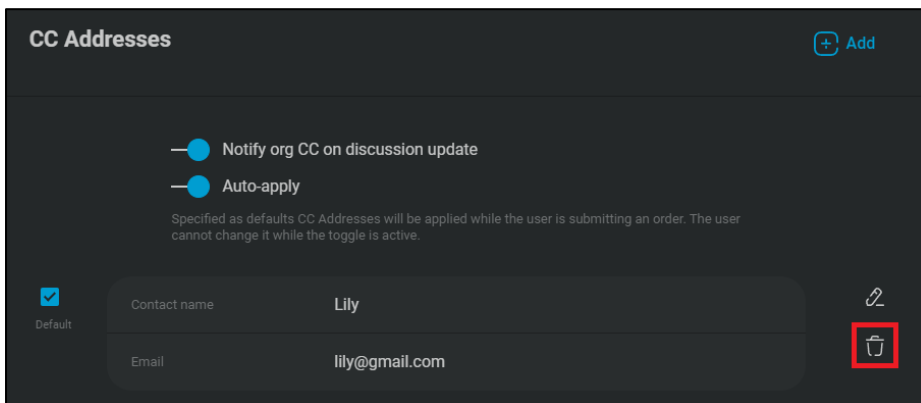 CC Addresses
Add
Notify org CC on discussion update
Auto-apply
Specified as defaults CC Addresses will be applied while the user is submitting an order. The user
cannot change it while the toggle is active.
Default
Contact name Lily
Email lily@gmail.com